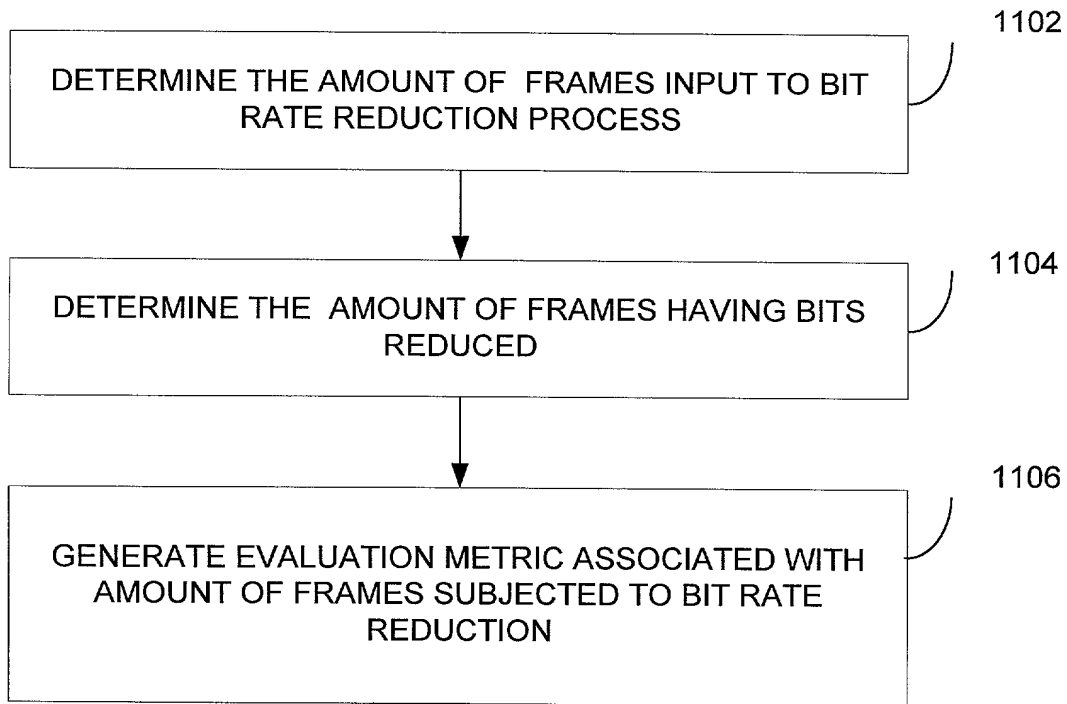 1102
DETERMINE THE AMOUNT OF FRAMES INPUT TO BIT
RATE REDUCTION PROCESS
1104
DETERMINE THE AMOUNT OF FRAMES HAVING BITS
REDUCED
1106
GENERATE EVALUATION METRIC ASSOCIATED WITH
AMOUNT OF FRAMES SUBJECTED TO BIT RATE
REDUCTION